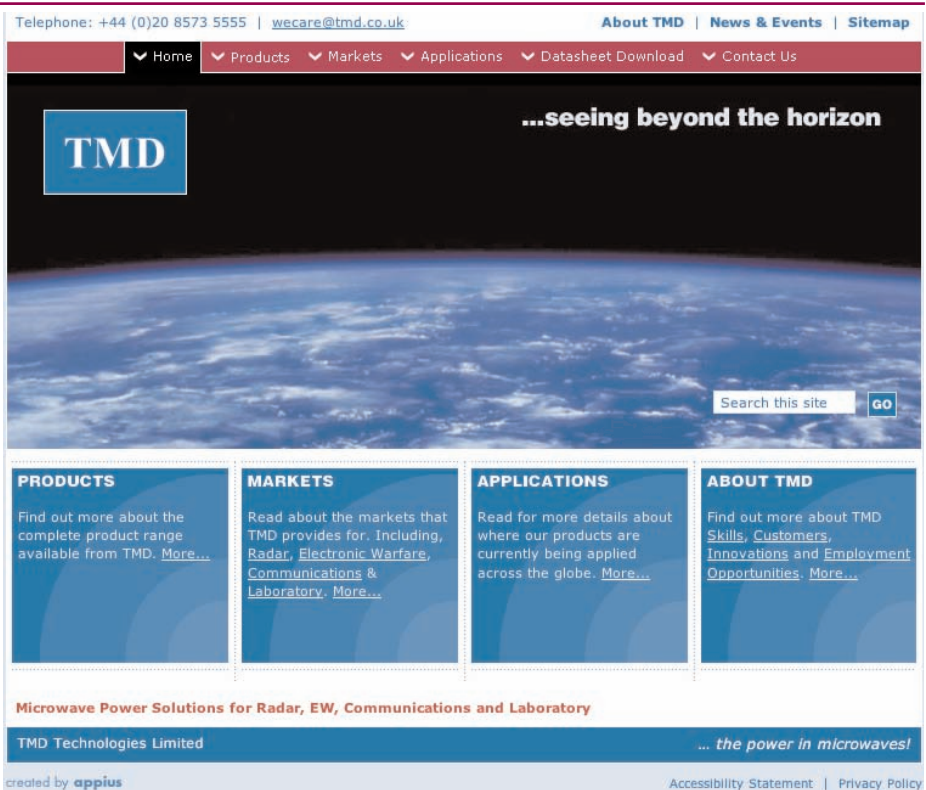 Telephone: +44 (0)20 8573 5555 | wecare@tmd.co.uk
About TMD | News & Events | Sitemap
Home Products Markets Applications Datasheet Download Contact Us
...seeing beyond the horizon
TMD
Search this site GO
PRODUCTS
Find out more about the
complete product range
available from TMD. More...
MARKETS
Read about the markets that
TMD provides for. Including,
Radar, Electronic Warfare,
Communications &
Laboratory. More...
APPLICATIONS
Read for more details about
where our products are
currently being applied
across the globe. More...
ABOUT TMD
Find out more about TMD
Skills, Customers,
Innovations and Employment
Opportunities. More...
Microwave Power Solutions for Radar, EW, Communications and Laboratory
TMD Technologies Limited
... the power in microwaves!
created by appius
Accessibility Statement | Privacy Policy